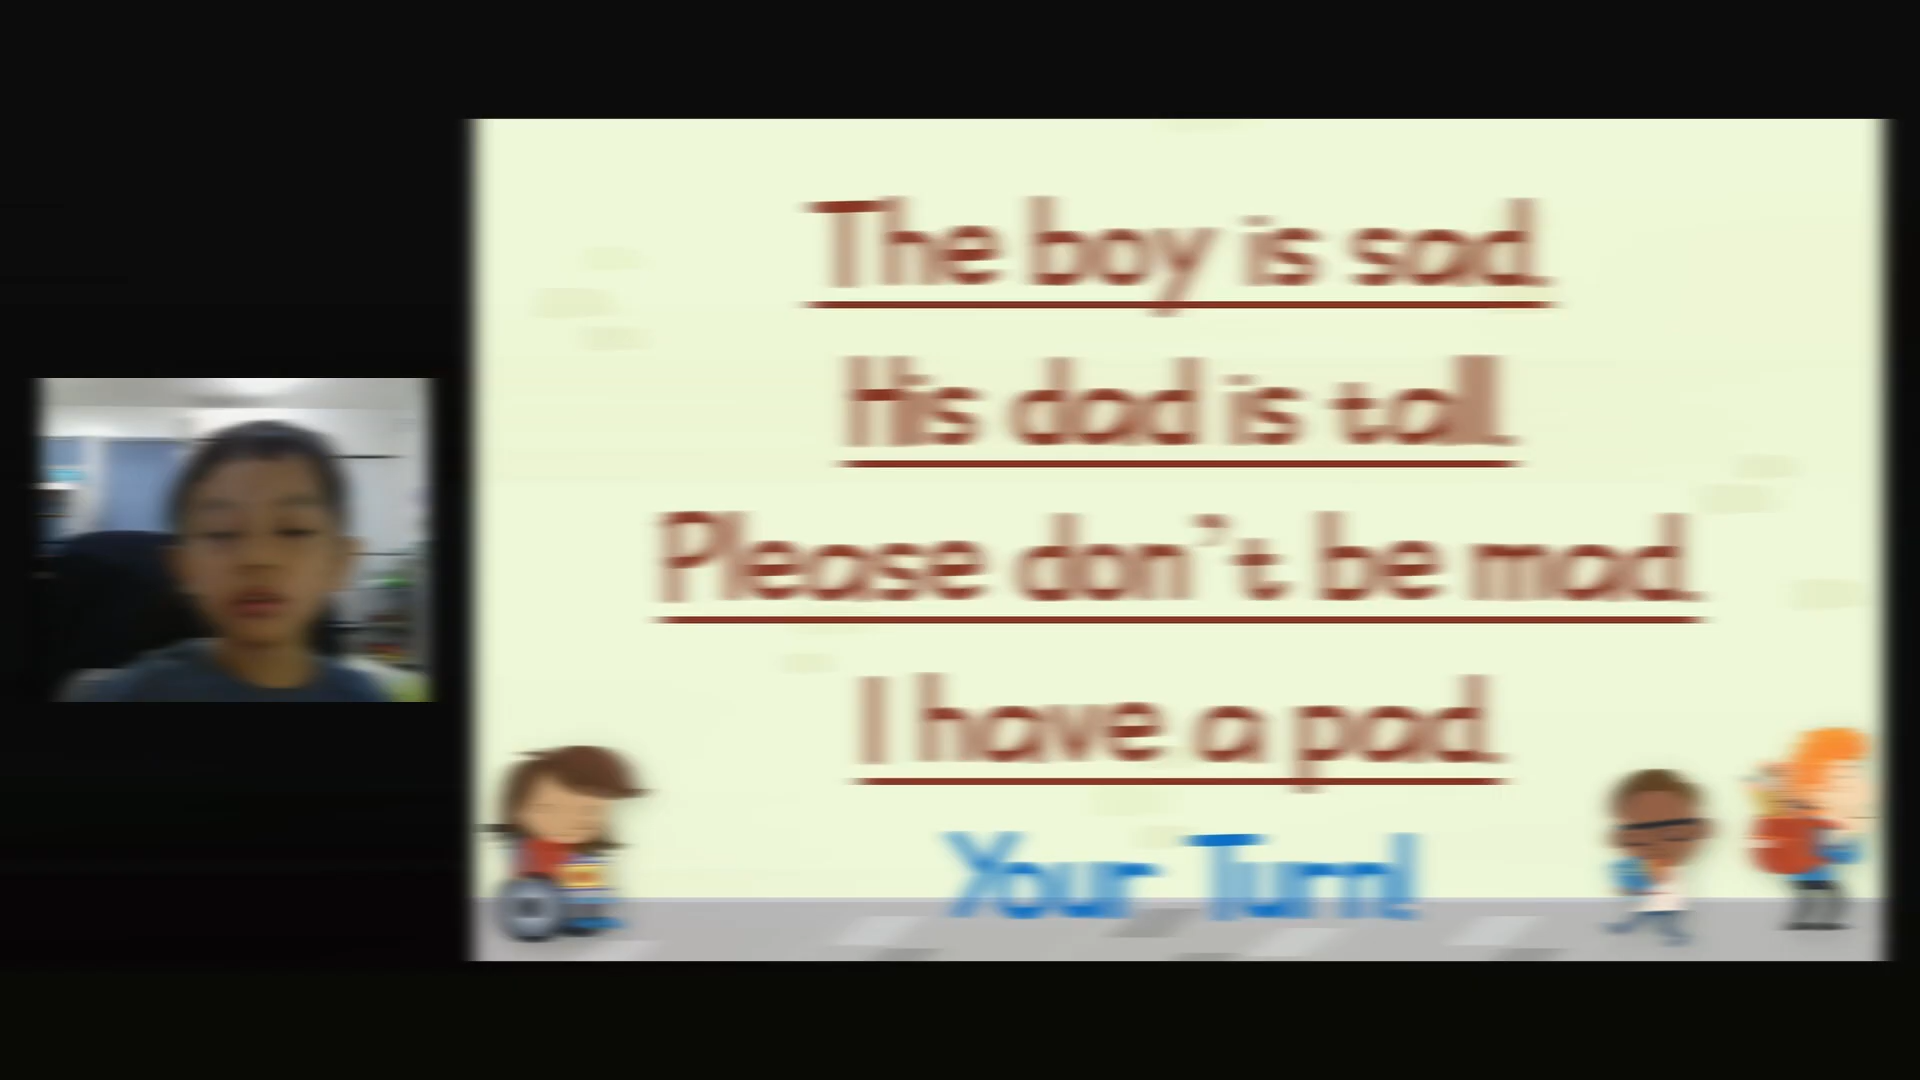 The boy is sad.
His dad is tall.
Please don't be mad.
I have a pad.
Your Turn!